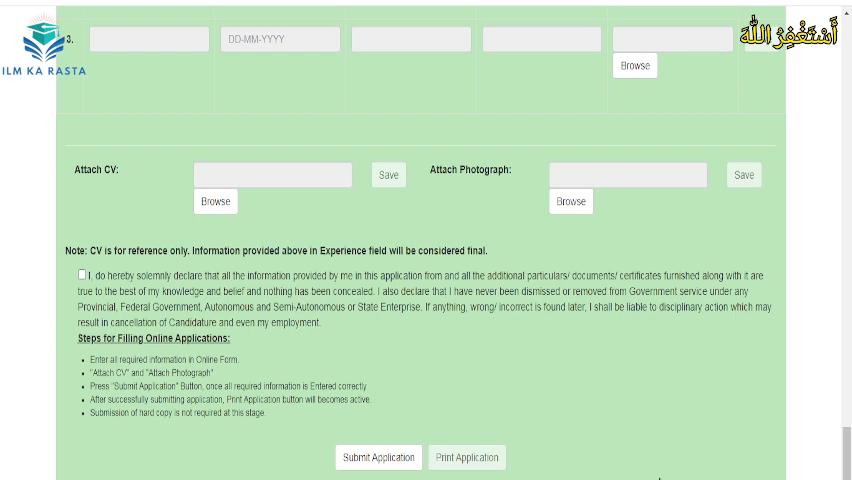 أَسْتَغْفِرُ اللّٰه
3.
DD-MM-YYYY
Browse
ILM KA RASTA
Attach CV:
Save
Attach Photograph:
Save
Browse
Browse
Note: CV is for reference only. Information provided above in Experience field will be considered final.
I, do hereby solemnly declare that all the information provided by me in this application from and all the additional particulars/ documents/ certificates furnished along with it are
true to the best of my knowledge and belief and nothing has been concealed. I also declare that I have never been dismissed or removed from Government service under any
Provincial, Federal Government, Autonomous and Semi-Autonomous or State Enterprise. If anything, wrong/ incorrect is found later, I shall be liable to disciplinary action which may
result in cancellation of Candidature and even my employment.
Steps for Filling Online Applications:
Enter all required information in Online Form.
"Attach CV" and "Attach Photograph"
Press "Submit Application" Button, once all required information is Entered correctly
After successfully submitting application, Print Application button will becomes active.
Submission of hard copy is not required at this stage.
Submit Application
Print Application